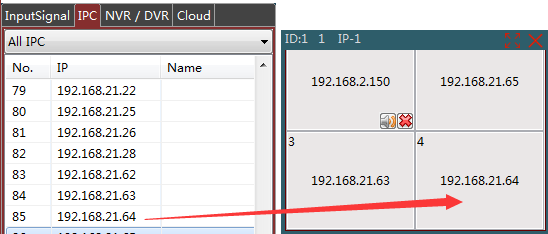 InputSignal IPC NVR / DVR Cloud
All IPC
No. IP Name
79 192.168.21.22
80 192.168.21.25
81 192.168.21.26
82 192.168.21.28
83 192.168.21.62
84 192.168.21.63
85 192.168.21.64
ID:1 1 IP-1
192.168.2.150 192.168.21.65
3 4
192.168.21.63 192.168.21.64